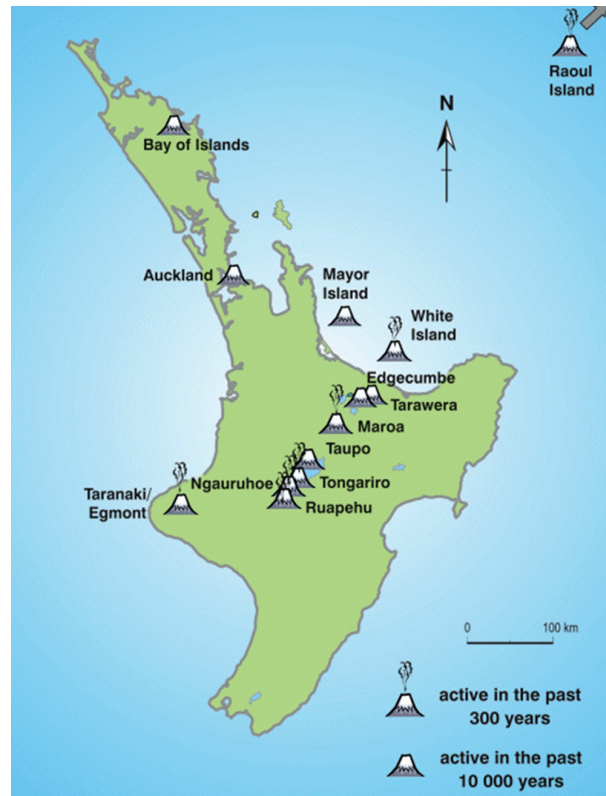 Raoul
Island
N
Bay of Islands
Auckland
Mayor
Island
White
Island
Edgecumbe
Tarawera
Maroa
Taupo
Ngauruhoe
Tongariro
Taranaki/
Egmont
Ruapehu
0 100 km
active in the past
300 years
active in the past
10 000 years